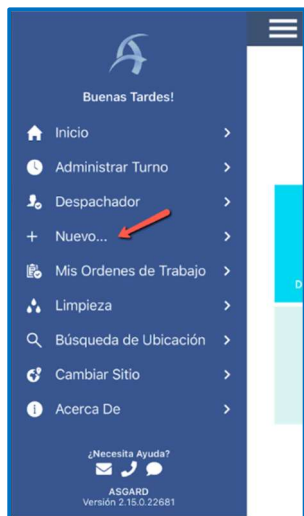 Buenas Tardes!
Inicio
Administrar Turno
Despachador
Nuevo...
Mis Ordenes de Trabajo
Limpieza
Búsqueda de Ubicación
Cambiar Sitio
Acerca De
¿Necesita Ayuda?
ASGARD
Versión 2.15.0.22681
D